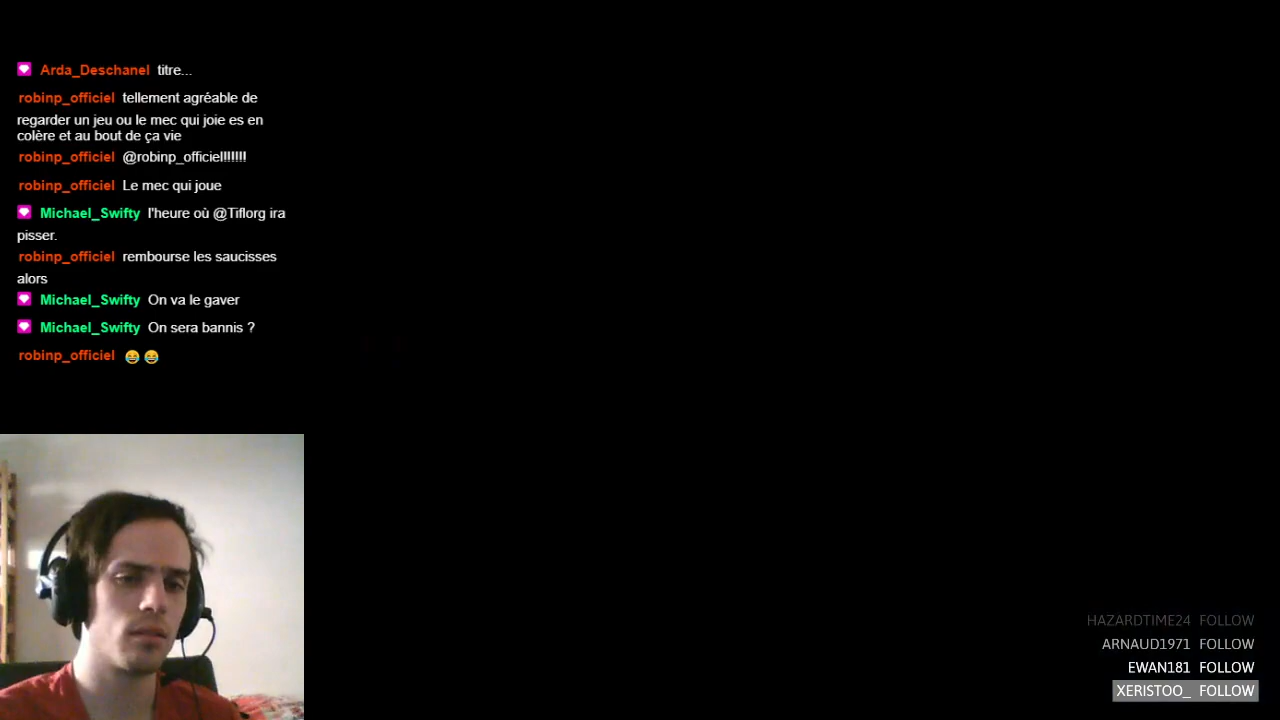 Arda_Deschanel titre...
robinp_officiel tellement agréable de
regarder un jeu ou le mec qui joie es en
colère et au bout de ça vie
robinp_officiel @robinp_officiel!!!!!!!
robinp_officiel Le mec qui joue
Michael_Swifty l'heure où @Tiflorg ira
pisser.
robinp_officiel rembourse les saucisses
alors
Michael_Swifty On va le gaver
Michael_Swifty On sera bannis ?
robinp_officiel 😂 😂
HAZARDTIME24 FOLLOW
ARNAUD1971 FOLLOW
EWAN181 FOLLOW
XERISTOO_ FOLLOW